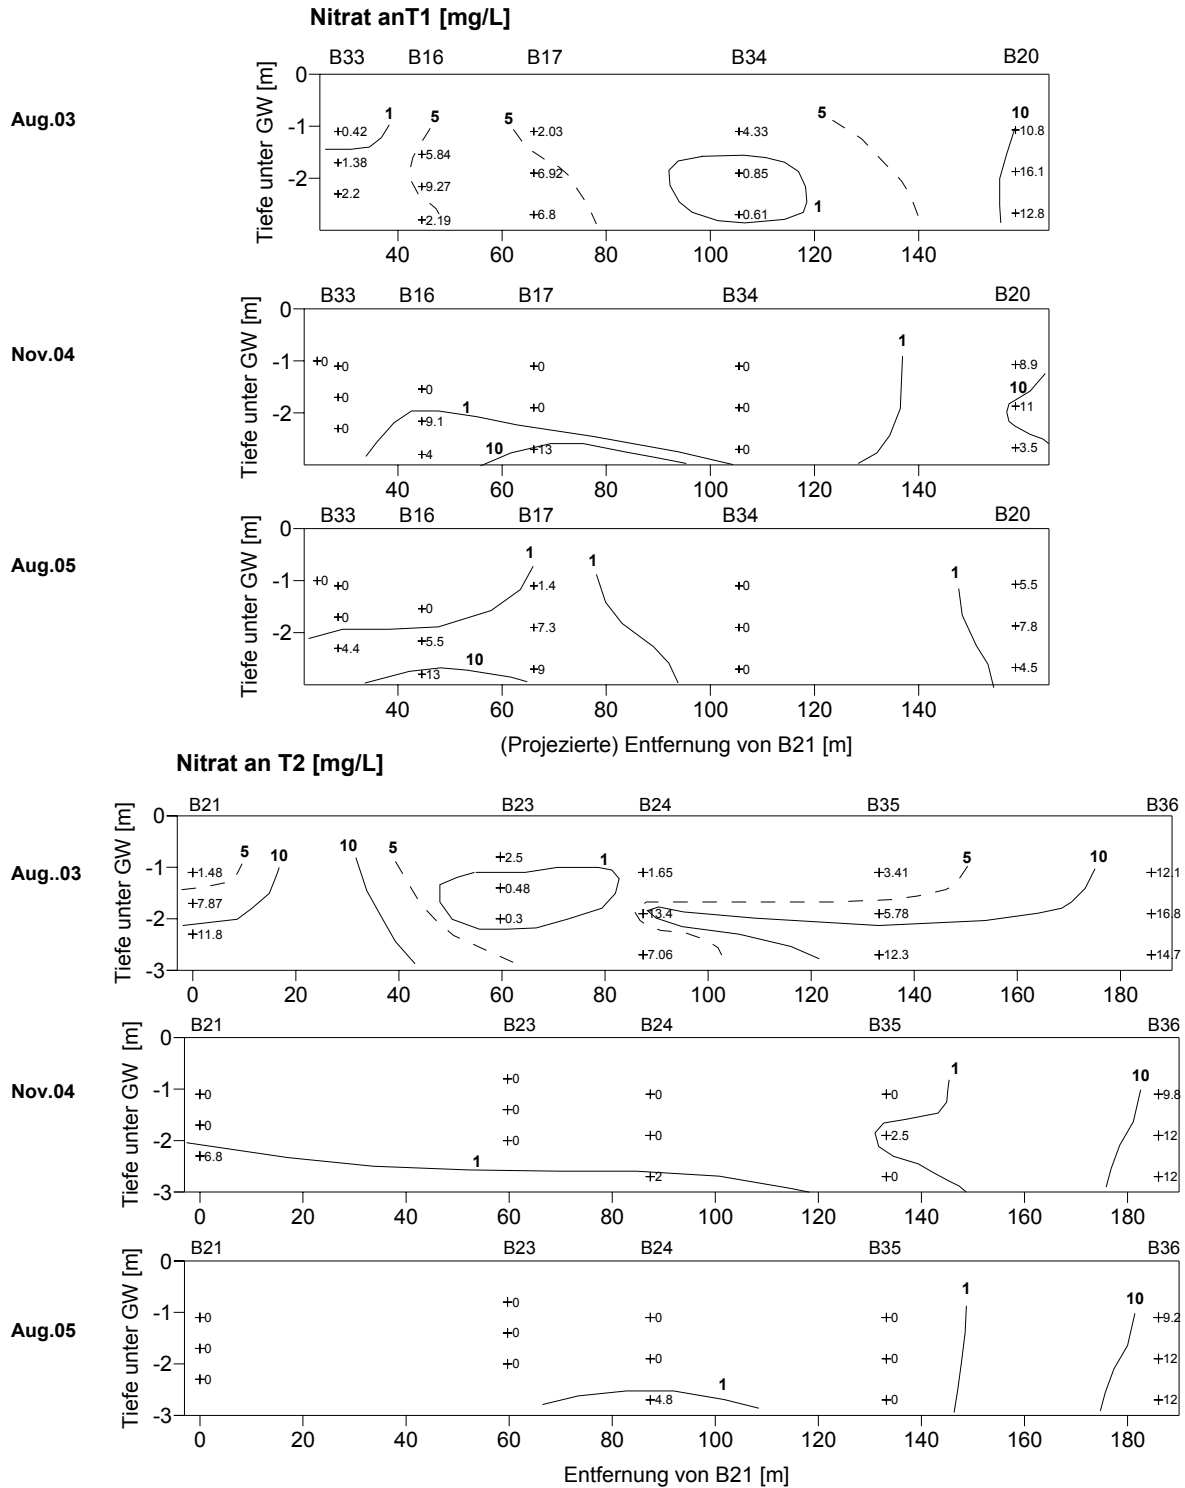 Nitrat anT1 [mg/L]
B33 B16 B17 B34 B20
Aug.03
Tiefe unter GW [m]
0
-1
-2
1 5 5 5 10
0.42 2.03 4.33 10.8
1.38 5.84 6.92 0.85 16.1
2.2 9.27 6.8 0.61 1 12.8
2.19
40 60 80 100 120 140
B33 B16 B17 B34 B20
Nov.04
Tiefe unter GW [m]
0
-1
-2
0 0 0 0 1 8.9
0 0 0 0 1 10 11
0 9.1 10 13 0 3.5
4
40 60 80 100 120 140
B33 B16 B17 B34 B20
Aug.05
Tiefe unter GW [m]
0
-1
-2
0 0 1 1.4 1 0 1 5.5
0 0 7.3 0 7.8
4.4 5.5 10 9 0 4.5
13
40 60 80 100 120 140
(Projezierte) Entfernung von B21 [m]
Nitrat an T2 [mg/L]
B21 B23 B24 B35 B36
Aug..03
Tiefe unter GW [m]
0
-1
-2
-3
5 10 10 5 2.5 1 5 10
1.48 0.48 1.65 3.41 12.1
7.87 0.3 13.4 5.78 16.8
11.8 7.06 12.3 14.7
0 20 40 60 80 100 120 140 160 180
B21 B23 B24 B35 B36
Nov.04
Tiefe unter GW [m]
0
-1
-2
-3
0 0 0 0 1 10 9.8
0 0 0 2.5 12
6.8 1 0 2 0 12
0 20 40 60 80 100 120 140 160 180
B21 B23 B24 B35 B36
Aug.05
Tiefe unter GW [m]
0
-1
-2
-3
0 0 0 0 1 10 9.2
0 0 0 0 12
0 0 4.8 1 0 12
0 20 40 60 80 100 120 140 160 180
Entfernung von B21 [m]